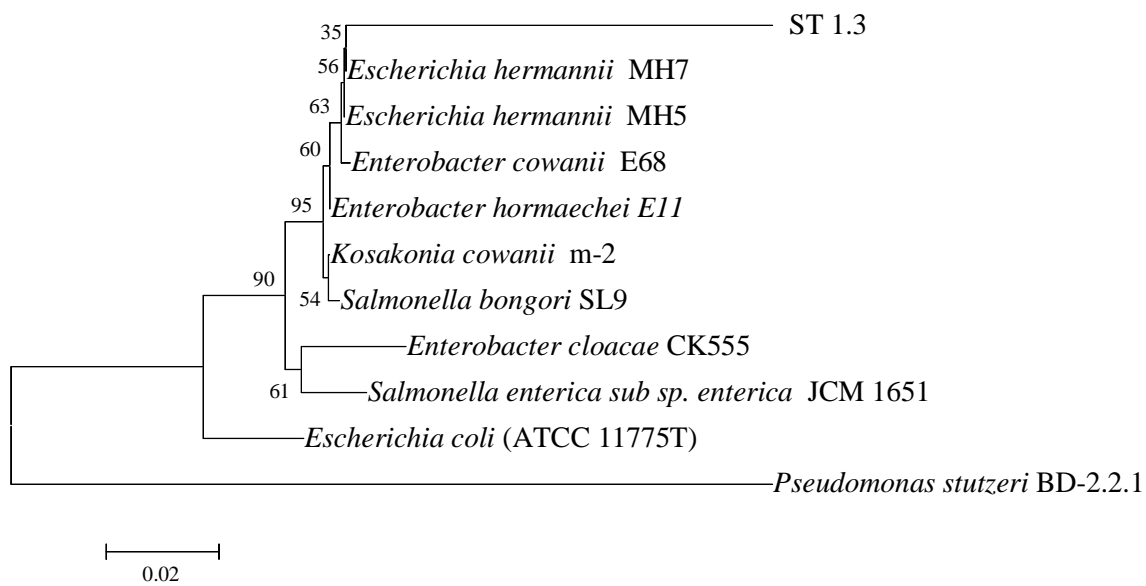 35 ST 1.3
56 Escherichia hermannii MH7
63 Escherichia hermannii MH5
60 Enterobacter cowanii E68
95 Enterobacter hormaechei E11
Kosakonia cowanii m-2
90 54 Salmonella bongori SL9
Enterobacter cloacae CK555
61 Salmonella enterica sub sp. enterica JCM 1651
Escherichia coli (ATCC 11775T)
Pseudomonas stutzeri BD-2.2.1
0.02